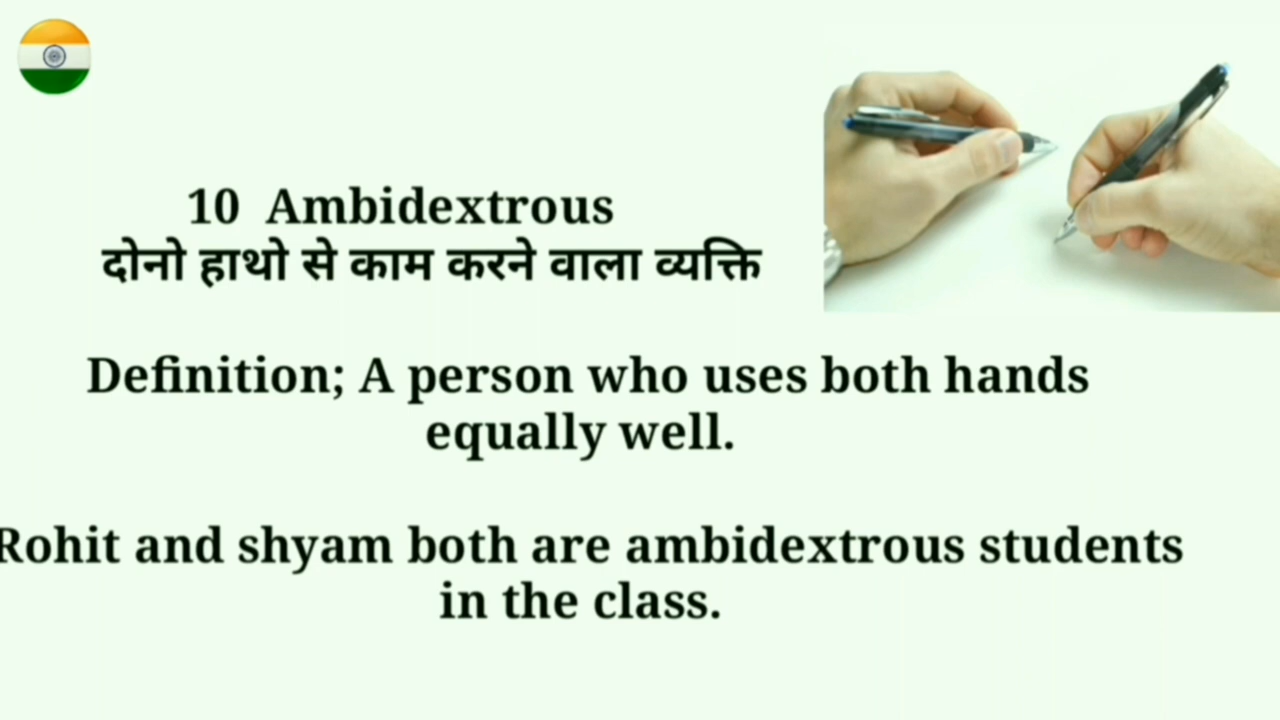 10 Ambidextrous
दोनो हाथो से काम करने वाला व्यक्ति
Definition; A person who uses both hands
equally well.
Rohit and shyam both are ambidextrous students
in the class.